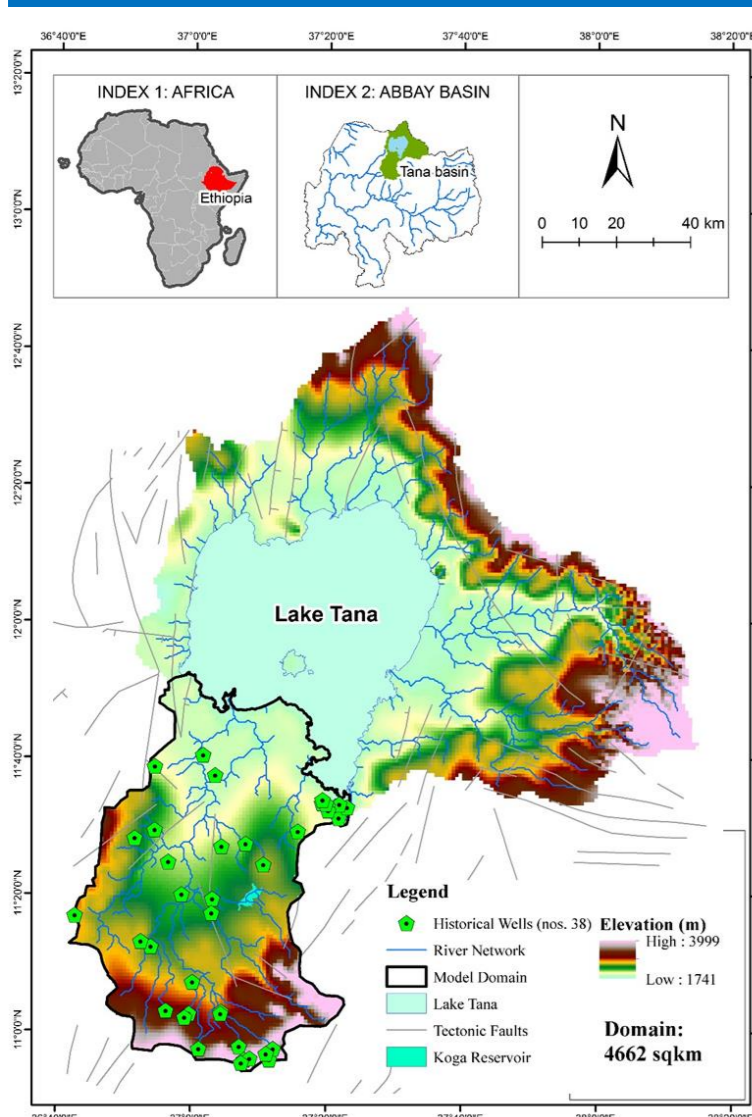 36°40'0"E 37°0'0"E 37°20'0"E 37°40'0"E 38°0'0"E 38°20'0"E
13°20'0"N
INDEX 1: AFRICA
Ethiopia
INDEX 2: ABBAY BASIN
Tana basin
N
0 10 20 40 km
13°0'0"N
12°40'0"N
12°20'0"N
12°0'0"N
Lake Tana
11°40'0"N
11°20'0"N
11°0'0"N
Legend
Historical Wells (nos. 38)
River Network
Model Domain
Lake Tana
Tectonic Faults
Koga Reservoir
Elevation (m)
High : 3999
Low : 1741
Domain:
4662 sqkm